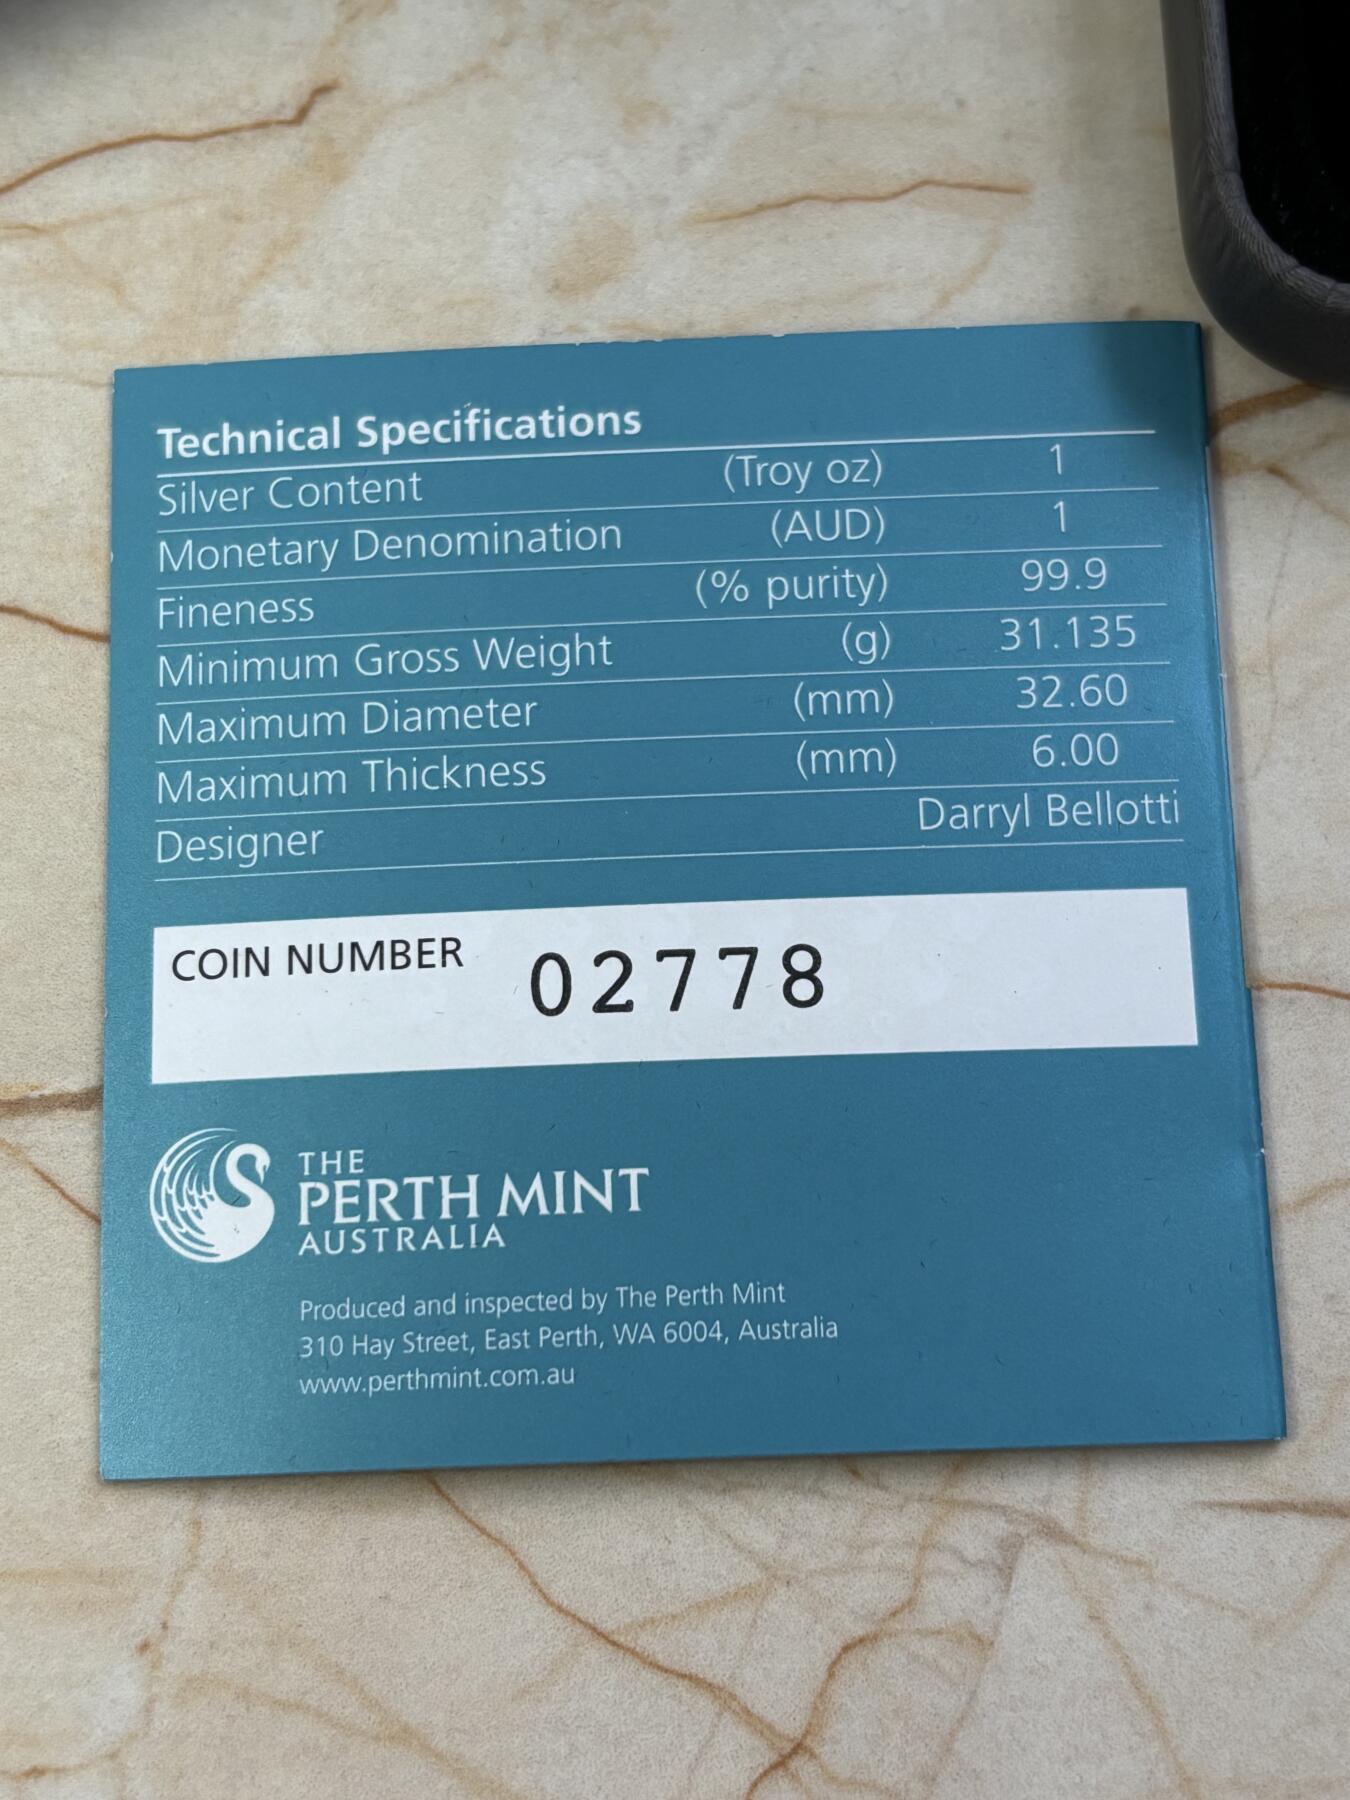 Technical Specifications
Silver Content (Troy oz) 1
Monetary Denomination (AUD) 1
Fineness (% purity) 99.9
Minimum Gross Weight (g) 31.135
Maximum Diameter (mm) 32.60
Maximum Thickness (mm) 6.00
Designer Darryl Bellotti
COIN NUMBER 02778
THE
PERTH MINT
AUSTRALIA
Produced and inspected by The Perth Mint
310 Hay Street, East Perth, WA 6004, Australia
www.perthmint.com.au